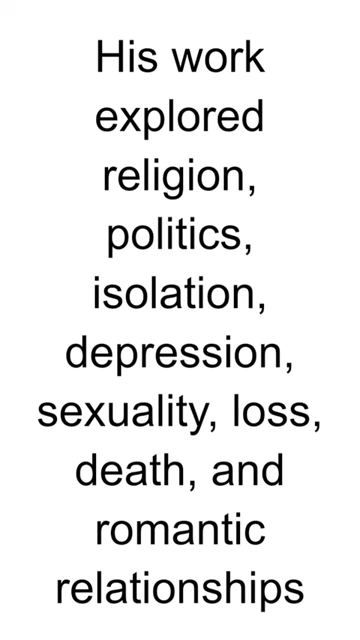 His work
explored
religion,
politics,
isolation,
depression,
sexuality, loss,
death, and
romantic
relationships